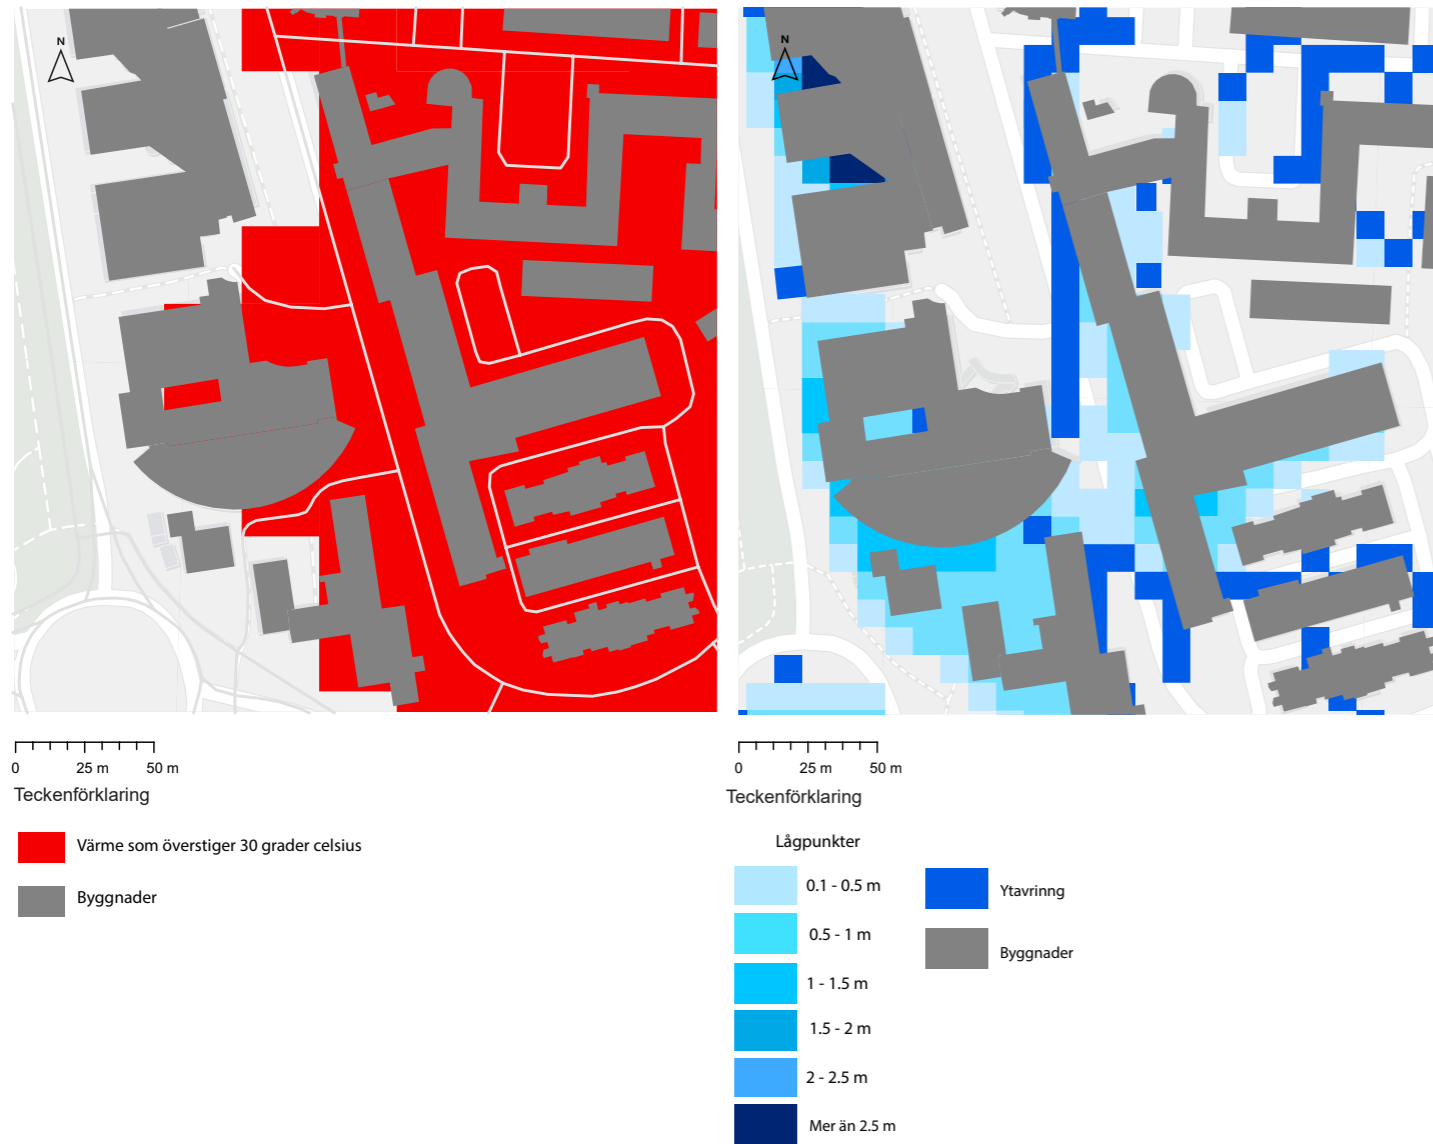 N
0 25 m 50 m
Teckenförklaring
Värme som överstiger 30 grader celsius
Byggnader
N
0 25 m 50 m
Teckenförklaring
Lågpunkter
0.1 - 0.5 m
0.5 - 1 m
1 - 1.5 m
1.5 - 2 m
2 - 2.5 m
Mer än 2.5 m
Ytavrinng
Byggnader